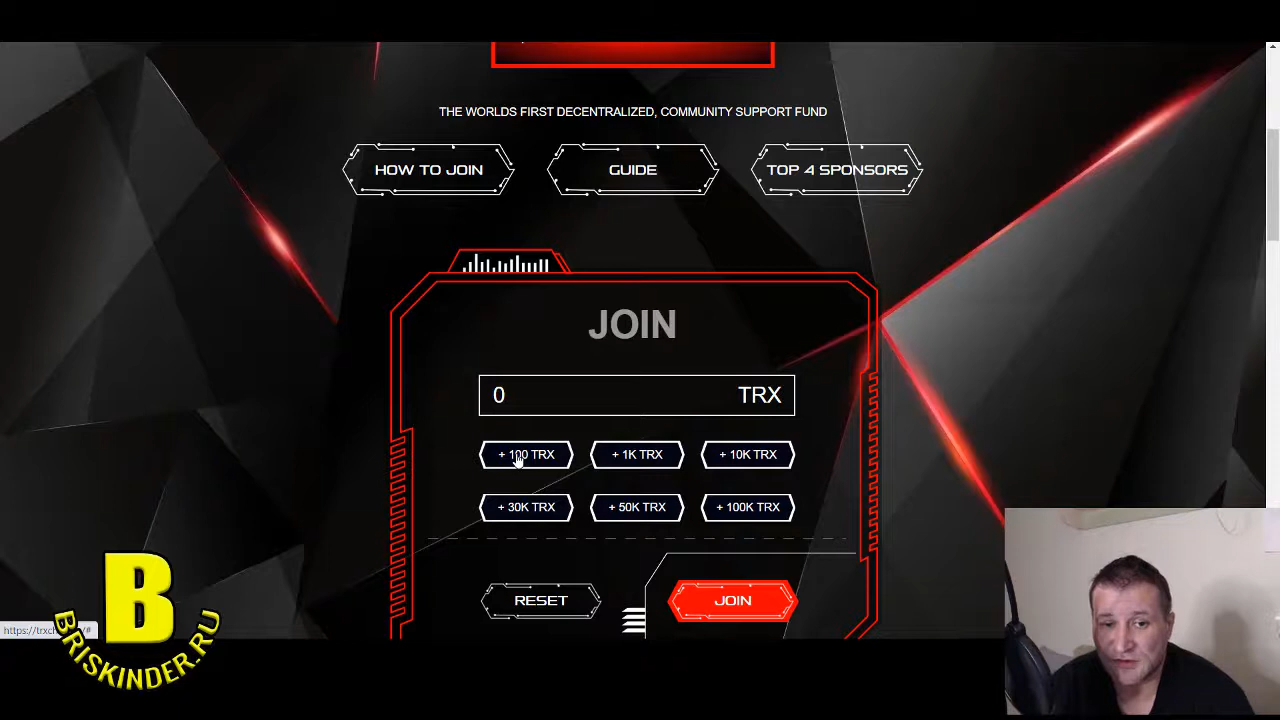 THE WORLDS FIRST DECENTRALIZED, COMMUNITY SUPPORT FUND
HOW TO JOIN
GUIDE
TOP 4 SPONSORS
JOIN
0 TRX
+ 100 TRX
+ 1K TRX
+ 10K TRX
+ 30K TRX
+ 50K TRX
+ 100K TRX
RESET
JOIN
B
BRISKINDER.RU